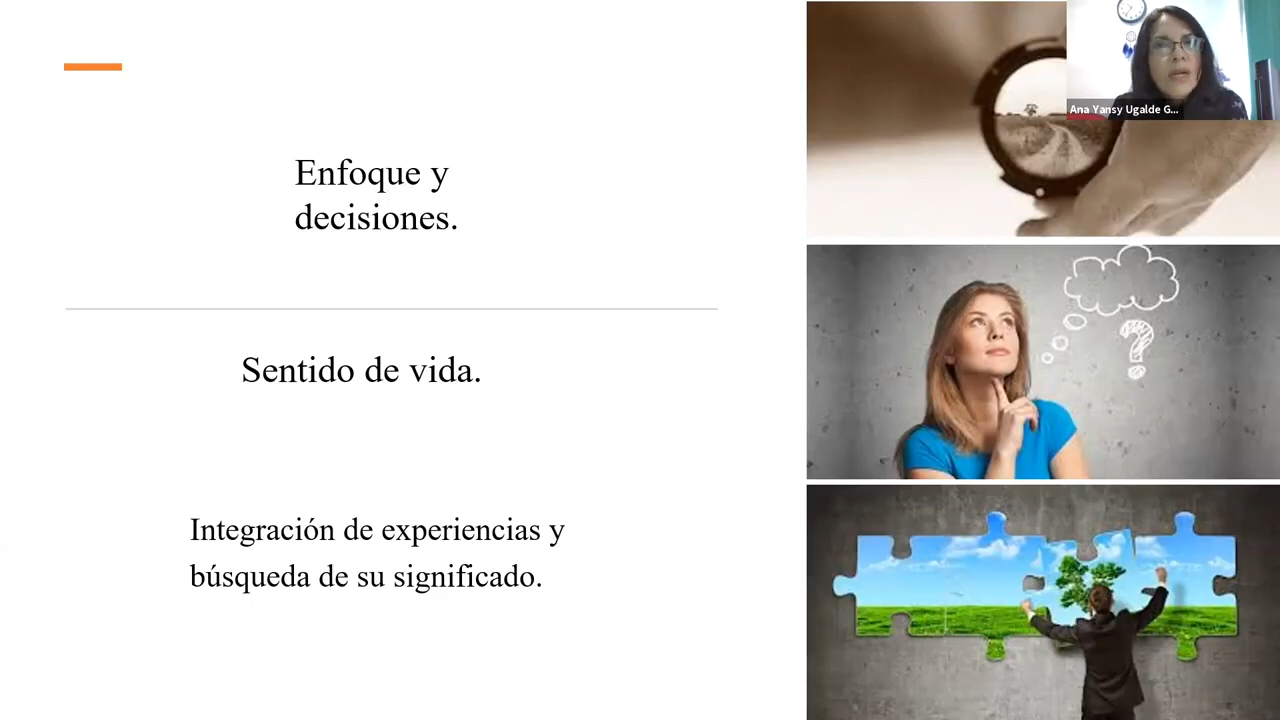 Enfoque y
decisiones.
Sentido de vida.
Integración de experiencias y
búsqueda de su significado.
Ana Yansy Ugalde G...
?